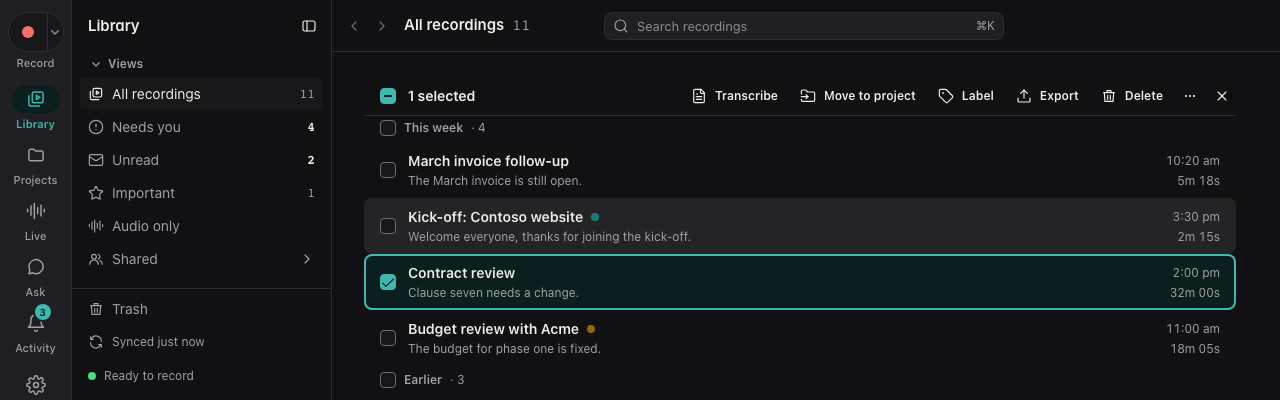 Record
Library
Projects
Live
Ask
3
Activity
Library
Views
All recordings 11
Needs you 4
Unread 2
Important 1
Audio only
Shared
Trash
Synced just now
Ready to record
All recordings 11
Search recordings ⌘K
1 selected
Transcribe
Move to project
Label
Export
Delete
This week · 4
March invoice follow-up 10:20 am
The March invoice is still open. 5m 18s
Kick-off: Contoso website 3:30 pm
Welcome everyone, thanks for joining the kick-off. 2m 15s
Contract review 2:00 pm
Clause seven needs a change. 32m 00s
Budget review with Acme 11:00 am
The budget for phase one is fixed. 18m 05s
Earlier · 3